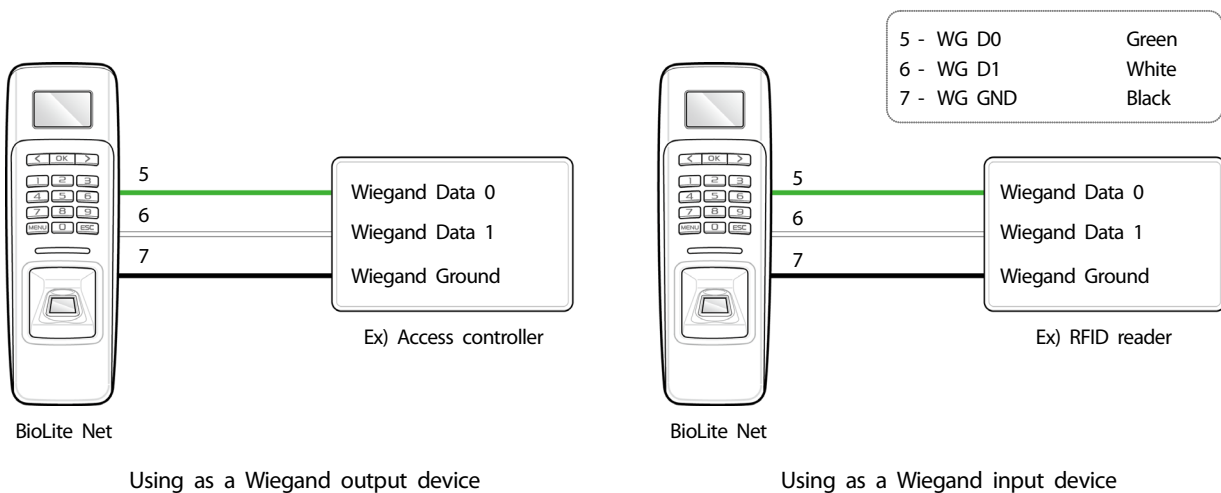 5 - WG D0 Green
6 - WG D1 White
7 - WG GND Black
< OK >
1 2 3
4 5 6
7 8 9
MENU 0 ESC
5
Wiegand Data 0
6
Wiegand Data 1
7
Wiegand Ground
Ex) Access controller
BioLite Net
Using as a Wiegand output device
< OK >
1 2 3
4 5 6
7 8 9
MENU 0 ESC
5
Wiegand Data 0
6
Wiegand Data 1
7
Wiegand Ground
Ex) RFID reader
BioLite Net
Using as a Wiegand input device